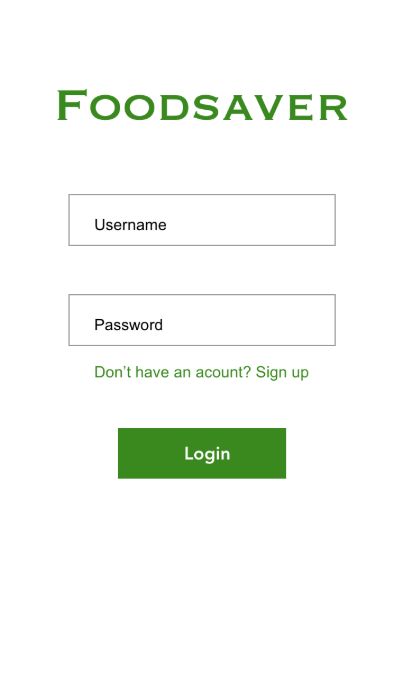 Foodsaver
Username
Password
Don't have an acount? Sign up
Login